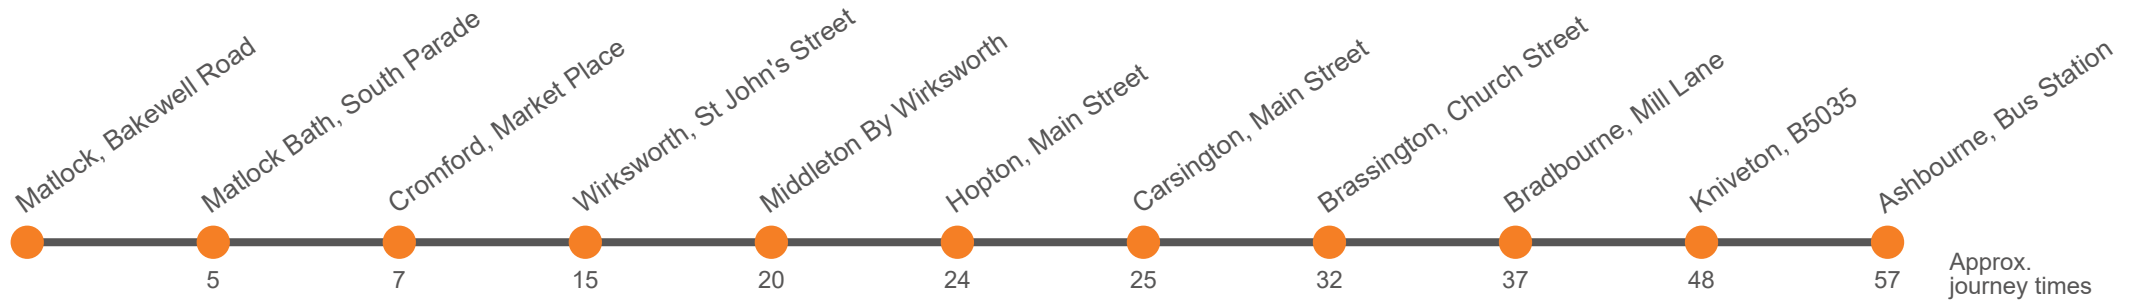 Matlock, Bakewell Road
Matlock Bath, South Parade
Cromford, Market Place
Wirksworth, St John's Street
Middleton By Wirksworth
Hopton, Main Street
Carsington, Main Street
Brassington, Church Street
Bradbourne, Mill Lane
Kniveton, B5035
Ashbourne, Bus Station
5
7
15
20
24
25
32
37
48
57
Approx.
journey times